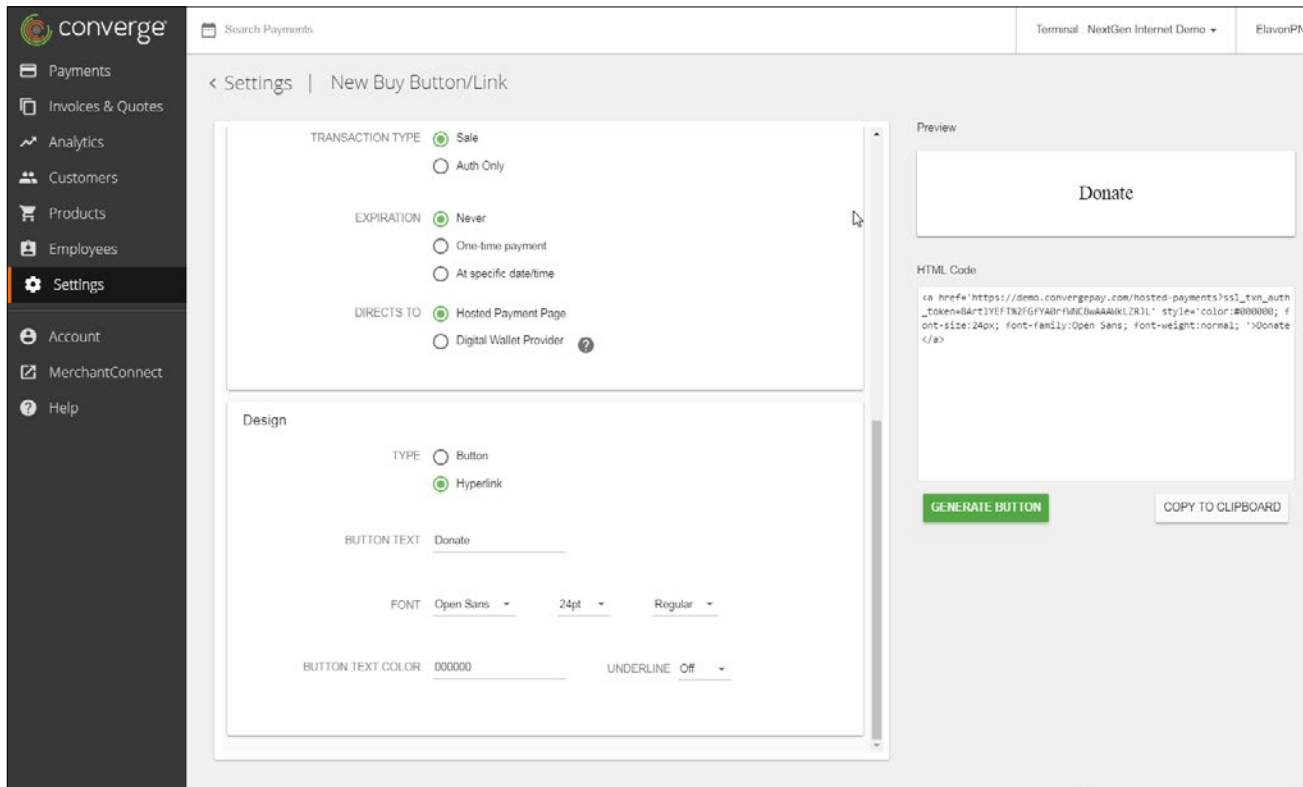 converge
Search Payments
Terminal : NextGen Internet Demo
ElavonPN
Payments
Invoices & Quotes
Analytics
Customers
Products
Employees
Settings
Account
MerchantConnect
Help
< Settings | New Buy Button/Link
TRANSACTION TYPE Sale
Auth Only
EXPIRATION Never
One-time payment
At specific date/time
DIRECTS TO Hosted Payment Page
Digital Wallet Provider ?
Design
TYPE Button
Hyperlink
BUTTON TEXT Donate
FONT Open Sans 24pt Regular
BUTTON TEXT COLOR 000000 UNDERLINE Off
Preview
Donate
HTML Code
<a href='https://demo.convergepay.com/hosted-payments?ssl_txn_auth
ont-size:24px; font-family:Open Sans; font-weight:normal; '>Donate
</a>
GENERATE BUTTON
COPY TO CLIPBOARD